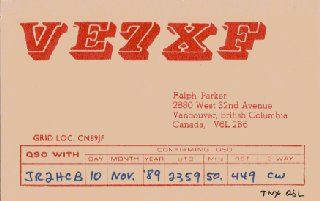 VE7XF
Ralph Parker
2880 West 32nd Avenue
Vancouver, British Columbia
Canada, V6L 2B6
GRID LOC. CN89JF
CONFIRMING QSO
QSO WITH DAY MONTH YEAR UTC MHz RST 2 WAY
JR2HCB 10 NOV. '89 2359 50. 449 CW
TNX QSL